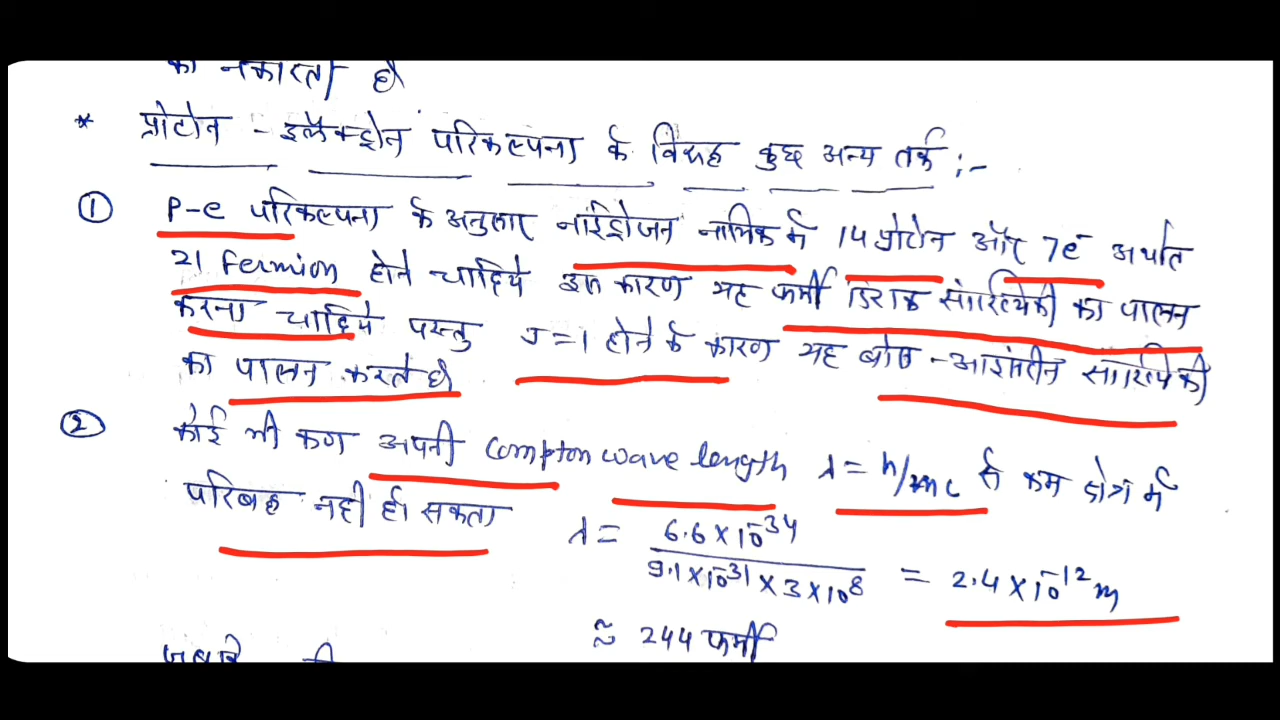 को नकारता है
* प्रोटोन - इलैक्ट्रोन परिकल्पना के विरूद्ध कुछ अन्य तर्क :-
① P-e परिकल्पना के अनुसार नाईट्रोजन नाभिक में 14 प्रोटोन और 7e⁻ अर्थात
21 fermion होने चाहिये इस कारण यह फर्मी डिराक सांख्यिकी का पालन
करना चाहिये परन्तु J=1 होने के कारण यह बोस - आइंस्टीन सांख्यिकी
का पालन करते है
② कोई भी कण अपनी compton wave length λ = h/mc से कम क्षेत्र में
परिबद्ध नही हो सकता
λ = 6.6 × 10⁻³⁴
9.1 × 10⁻³¹ × 3 × 10⁸ = 2.4 × 10⁻¹² m
≈ 244 फर्मी